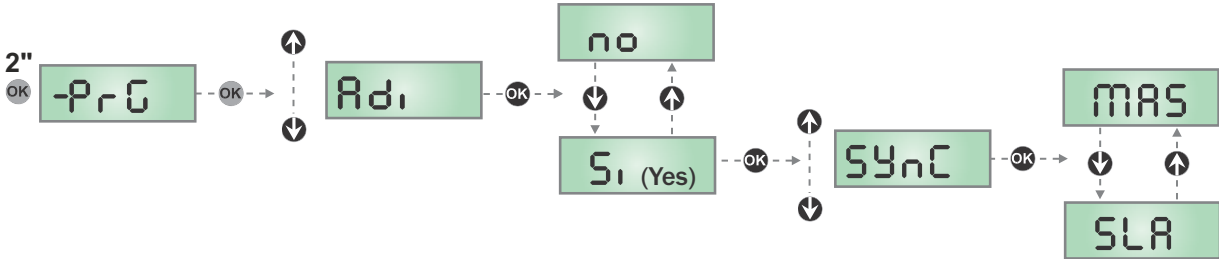 2"
OK
-PrG
OK
Adi
OK
no
Si (Yes)
OK
SYnC
OK
MAS
SLA